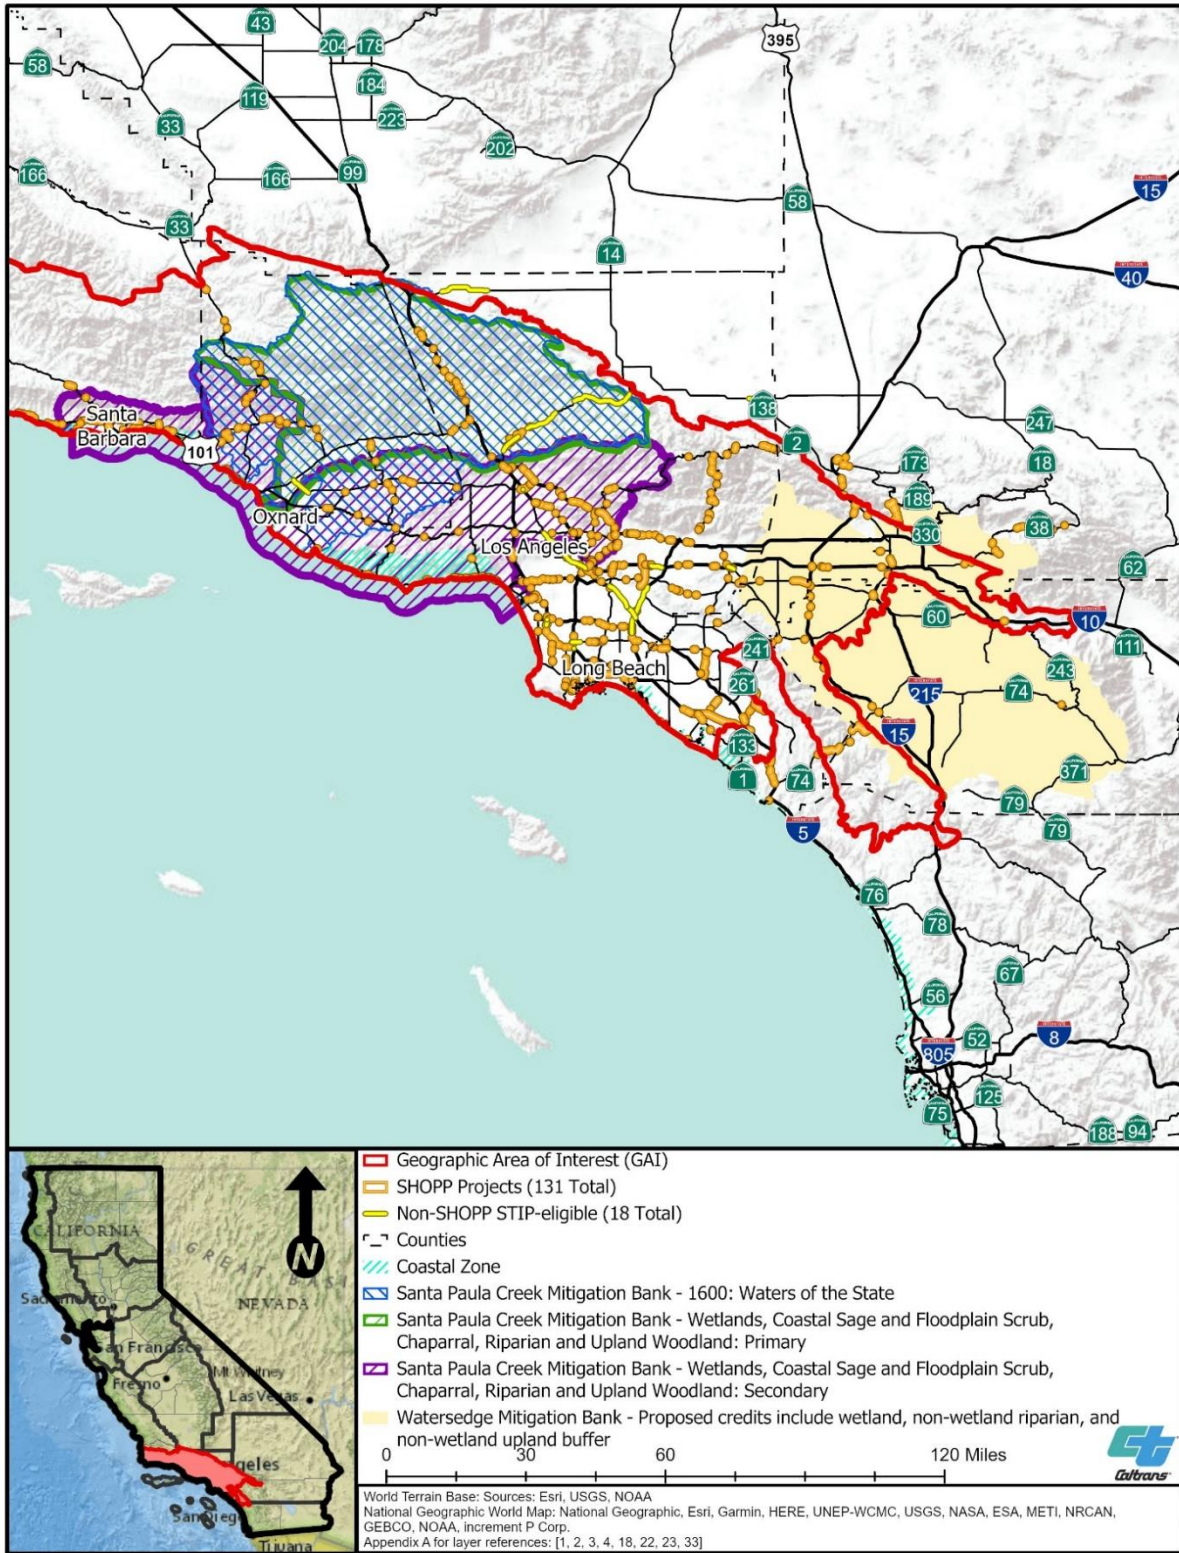 43
395
204
178
58
184
119
223
33
202
166
166
99
15
58
33
14
40
138
247
Santa
Barbara
2
101
173
18
189
Oxnard
38
330
Los Angeles
62
60
10
241
111
Long Beach
243
261
215
74
15
133
371
1
74
79
5
79
76
78
67
56
52
8
805
125
75
188
94
CALIFORNIA
GREAT BASI
NEVADA
Sacramento
San Francisco
Mt Whitney
Fresno
Las Vegas
geles
San Diego
Tijuana
N
Geographic Area of Interest (GAI)
SHOPP Projects (131 Total)
Non-SHOPP STIP-eligible (18 Total)
Counties
Coastal Zone
Santa Paula Creek Mitigation Bank - 1600: Waters of the State
Santa Paula Creek Mitigation Bank - Wetlands, Coastal Sage and Floodplain Scrub,
Chaparral, Riparian and Upland Woodland: Primary
Santa Paula Creek Mitigation Bank - Wetlands, Coastal Sage and Floodplain Scrub,
Chaparral, Riparian and Upland Woodland: Secondary
Watersedge Mitigation Bank - Proposed credits include wetland, non-wetland riparian, and
non-wetland upland buffer
0 30 60 120 Miles
Caltrans
World Terrain Base: Sources: Esri, USGS, NOAA
National Geographic World Map: National Geographic, Esri, Garmin, HERE, UNEP-WCMC, USGS, NASA, ESA, METI, NRCAN,
GEBCO, NOAA, increment P Corp.
Appendix A for layer references: [1, 2, 3, 4, 18, 22, 23, 33]